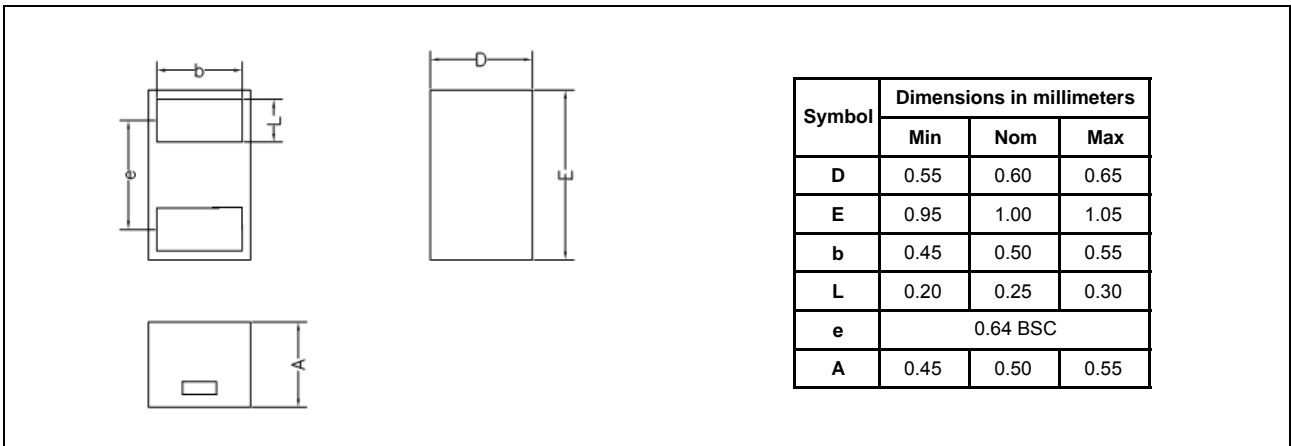 b
L
e
D
E
A
Symbol Dimensions in millimeters
Min Nom Max
D 0.55 0.60 0.65
E 0.95 1.00 1.05
b 0.45 0.50 0.55
L 0.20 0.25 0.30
e 0.64 BSC
A 0.45 0.50 0.55